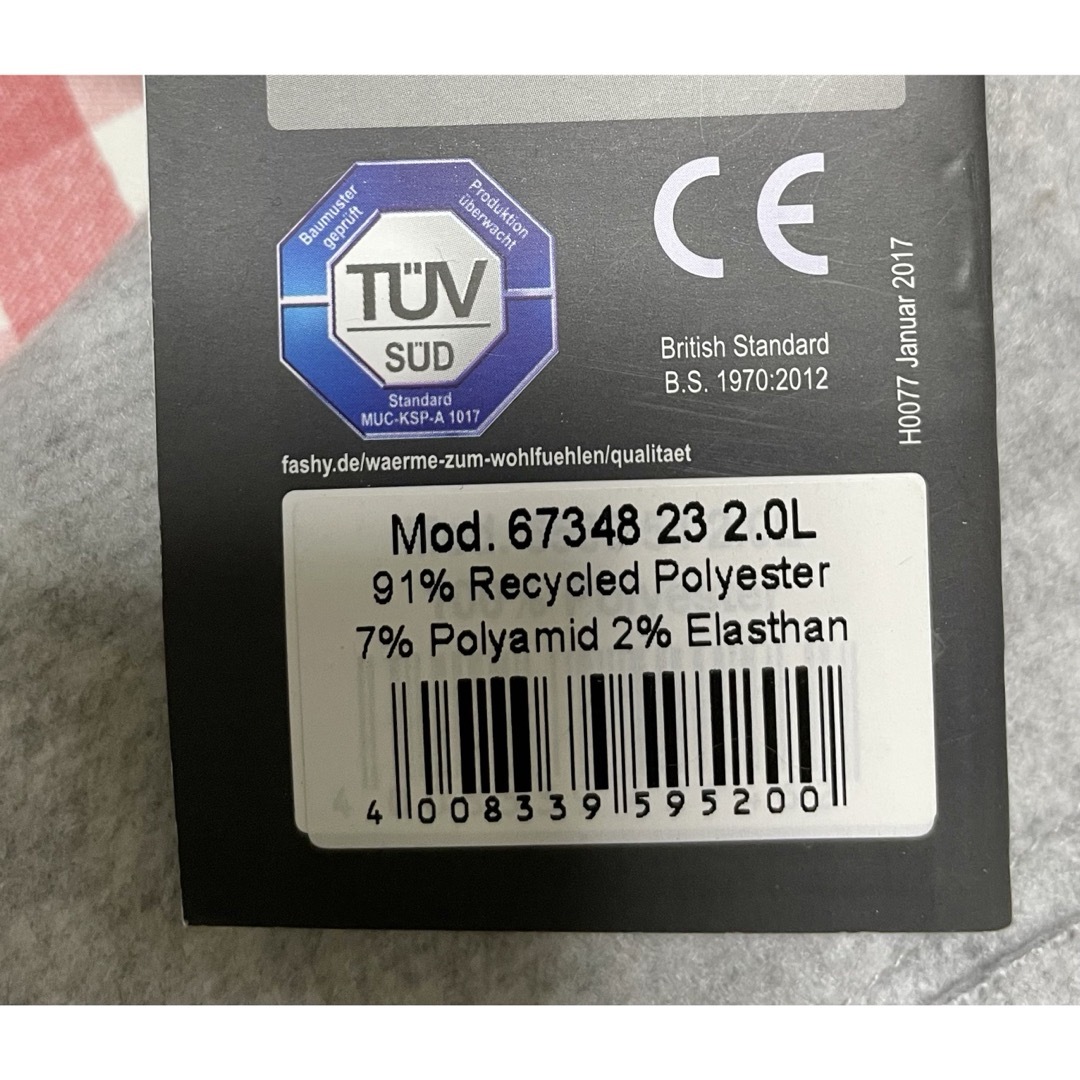 Baumuster
geprüft
Produktion
überwacht
TÜV
SÜD
Standard
MUC-KSP-A 1017
CE
British Standard
B.S. 1970:2012
H0077 Januar 2017
fashy.de/waerme-zum-wohlfuehlen/qualitaet
Mod. 67348 23 2.0L
91% Recycled Polyester
7% Polyamid 2% Elasthan
4 008339 595200